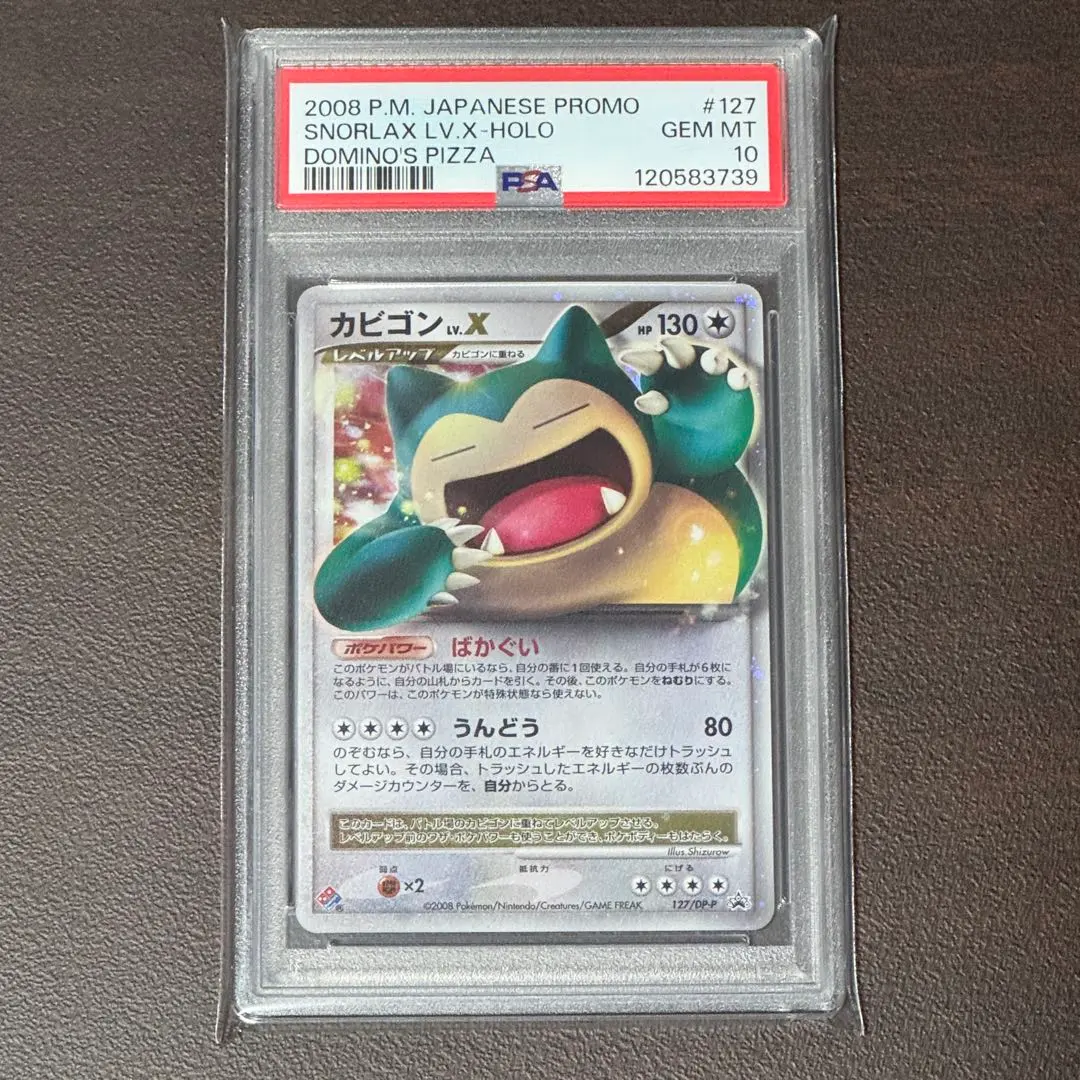 2008 P.M. JAPANESE PROMO #127
SNORLAX LV.X-HOLO GEM MT
DOMINO'S PIZZA 10
PSA 120583739
カビゴン LV.X HP 130
レベルアップ カビゴンに重ねる
ポケパワー ばかぐい
このポケモンがバトル場にいるなら、自分の番に1回使える。自分の手札が6枚に
なるように、自分の山札からカードを引く。その後、このポケモンをねむりにする。
このパワーは、このポケモンが特殊状態なら使えない。
うんどう 80
のぞむなら、自分の手札のエネルギーを好きなだけトラッシュ
してよい。その場合、トラッシュしたエネルギーの枚数ぶんの
ダメージカウンターを、自分からとる。
このカードは、バトル場のカビゴンに重ねてレベルアップさせる。
レベルアップ前のワザ・ポケパワーも使うことができ、ポケボディーもはたらく。
Illus. Shizurow
弱点 抵抗力 にげる
×2
©2008 Pokémon/Nintendo/Creatures/GAME FREAK 127/DP-P